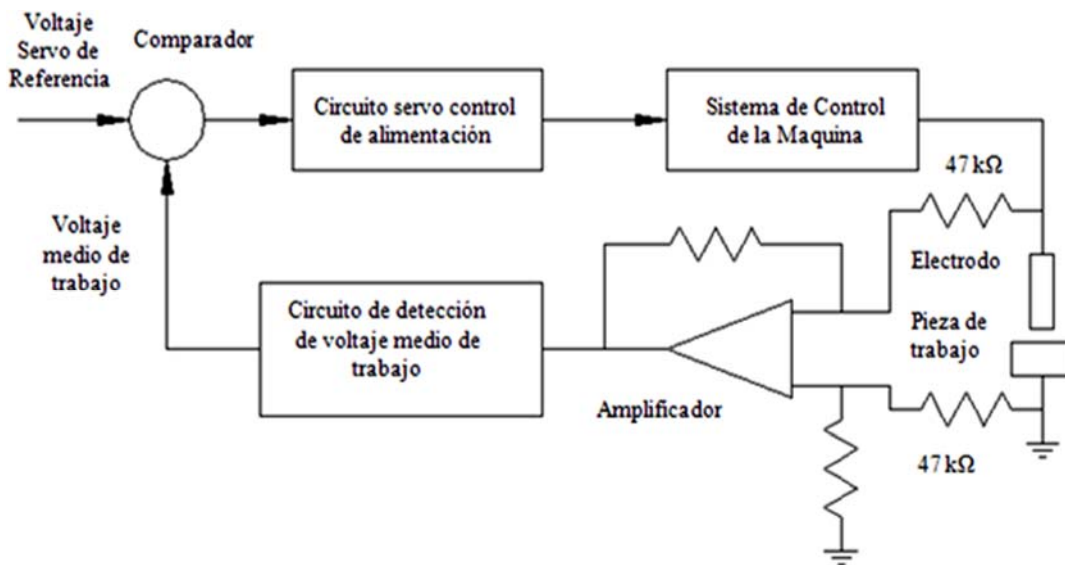 Voltaje
Servo de
Referencia
Comparador
Circuito servo control
de alimentación
Sistema de Control
de la Maquina
47 kΩ
Voltaje
medio de
trabajo
Electrodo
Circuito de detección
de voltaje medio de
trabajo
Pieza de
trabajo
Amplificador
47 kΩ